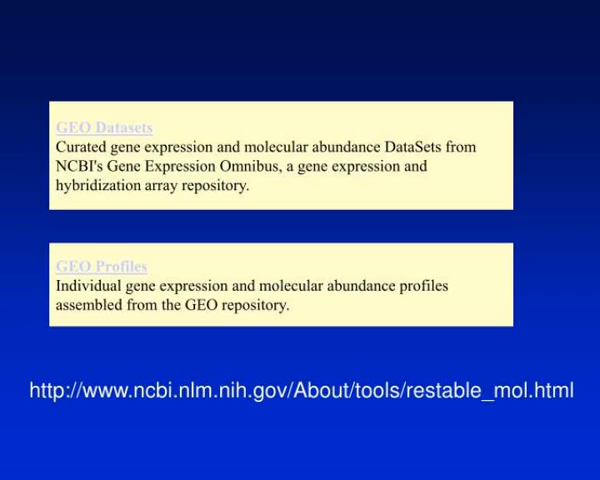 GEO Datasets
Curated gene expression and molecular abundance DataSets from
NCBI's Gene Expression Omnibus, a gene expression and
hybridization array repository.
GEO Profiles
Individual gene expression and molecular abundance profiles
assembled from the GEO repository.
http://www.ncbi.nlm.nih.gov/About/tools/restable_mol.html